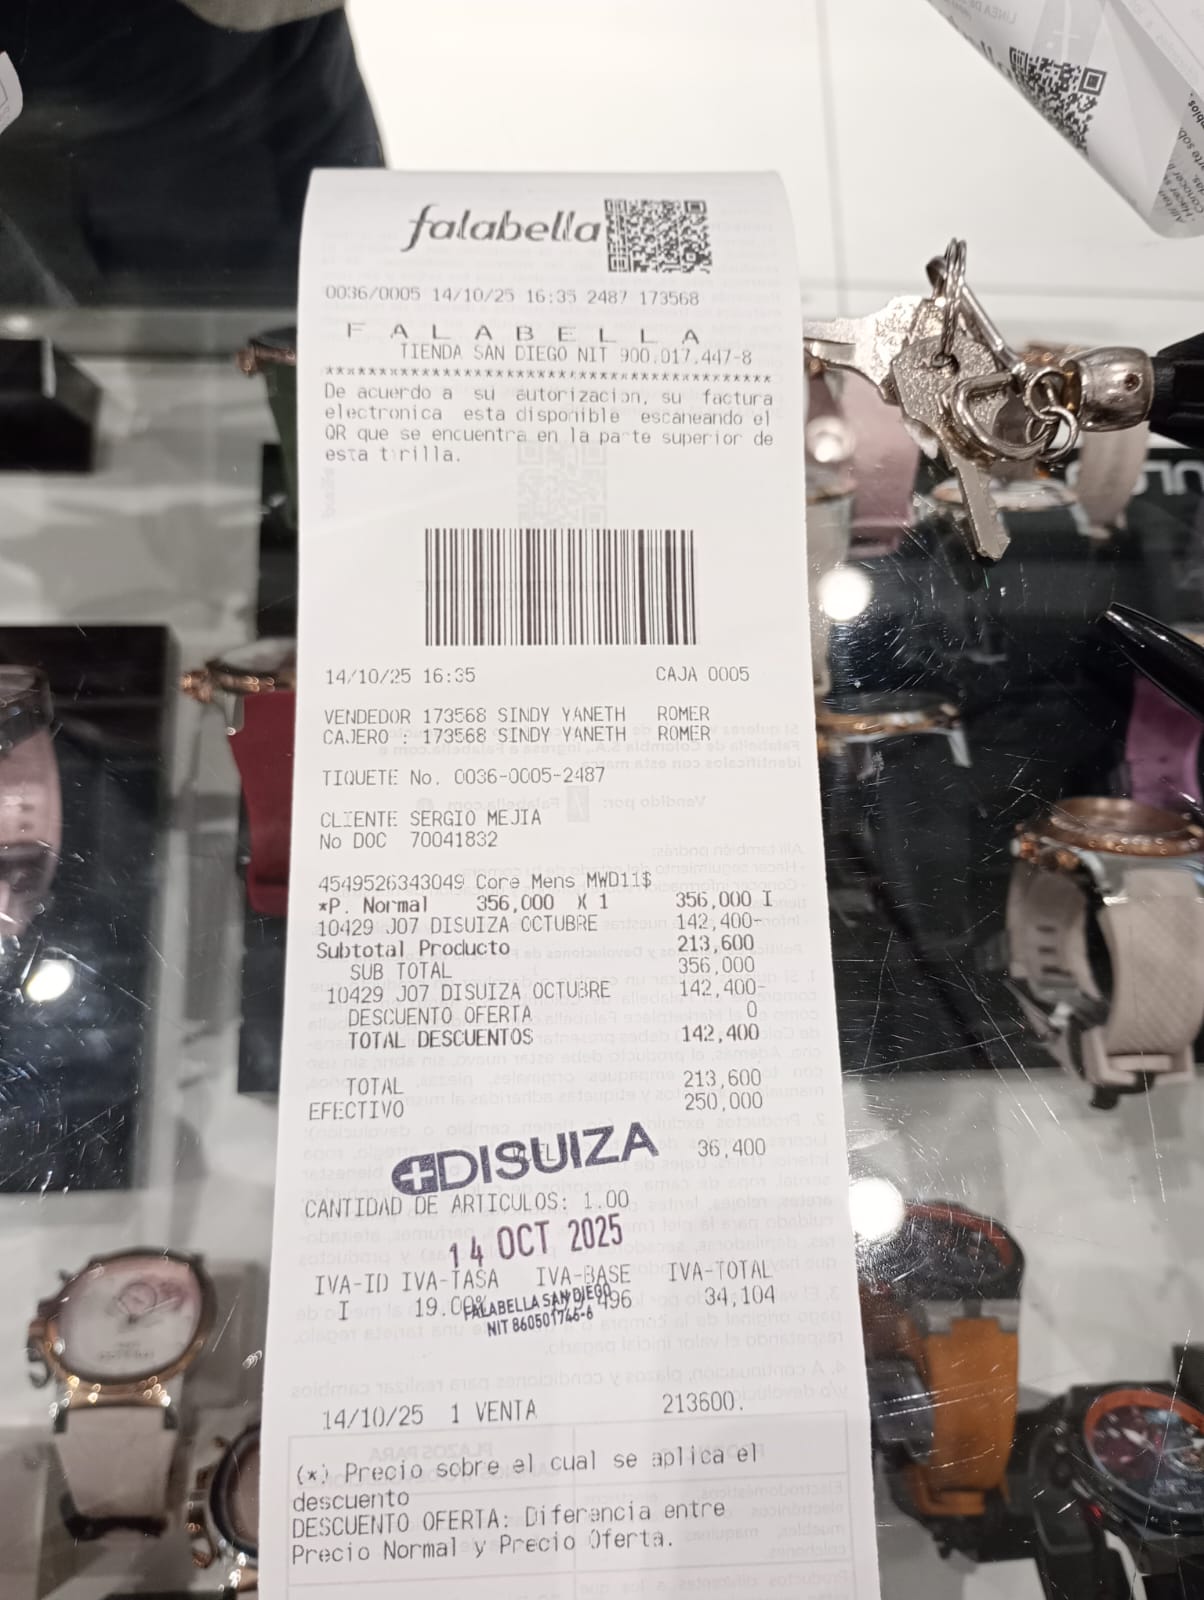 falabella
0036/0005 14/10/25 16:35 2487 173568
F A L A B E L L A
TIENDA SAN DIEGO NIT 900.017.447-8
******************************************
De acuerdo a su autorizacion, su factura
electronica esta disponible escaneando el
QR que se encuentra en la parte superior de
esta tirilla.
14/10/25 16:35 CAJA 0005
VENDEDOR 173568 SINDY YANETH ROMER
CAJERO : 173568 SINDY YANETH ROMER
TIQUETE No. 0036-0005-2487
CLIENTE SERGIO MEJIA
No DOC 70041832
4549526343049 Core Mens MWD11$
*P. Normal 356,000 X 1 356,000 I
10429 J07 DISUIZA OCTUBRE 142,400-
Subtotal Producto 213,600
SUB TOTAL 356,000
10429 J07 DISUIZA OCTUBRE 142,400-
DESCUENTO OFERTA 0
TOTAL DESCUENTOS 142,400
TOTAL 213,600
EFECTIVO 250,000
DISUIZA 36,400
CANTIDAD DE ARTICULOS: 1.00
14 OCT 2025
IVA-ID IVA-TASA IVA-BASE IVA-TOTAL
I 19.00% 496 34,104
FALABELLA SAN DIEGO
NIT 860501745-6
14/10/25 1 VENTA 213600.
(*) Precio sobre el cual se aplica el
descuento
DESCUENTO OFERTA: Diferencia entre
Precio Normal y Precio Oferta.